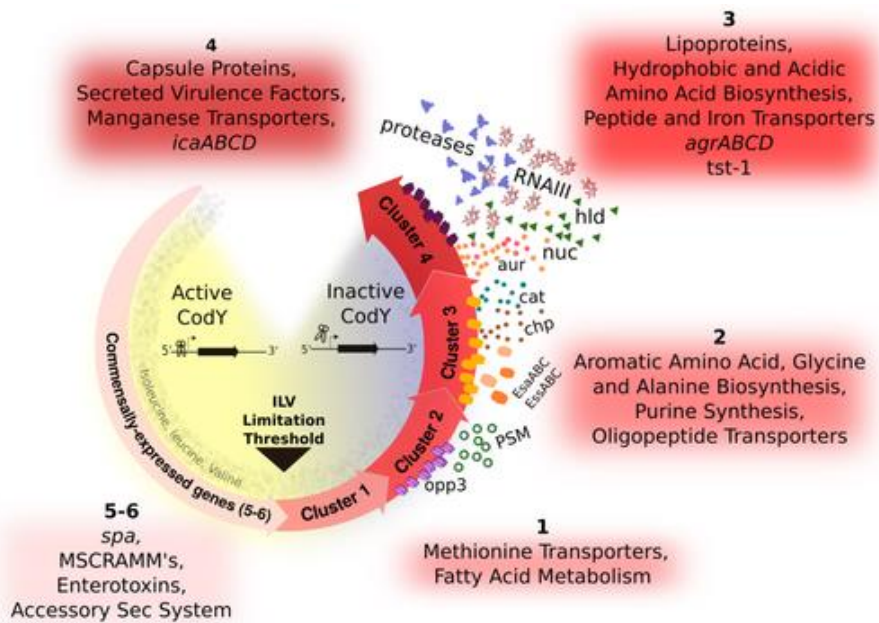 4
Capsule Proteins,
Secreted Virulence Factors,
Manganese Transporters,
icaABCD
3
Lipoproteins,
Hydrophobic and Acidic
Amino Acid Biosynthesis,
Peptide and Iron Transporters
agrABCD
tst-1
proteases
RNAIII
hld
nuc
aur
cat
chp
EsaABC
EssABC
PSM
opp3
Cluster 4
Cluster 3
Cluster 2
Cluster 1
Commensally-expressed genes (5-6)
Isoleucine, leucine, Valine
Active
CodY
5'
3'
Inactive
CodY
5'
3'
ILV
Limitation
Threshold
2
Aromatic Amino Acid, Glycine
and Alanine Biosynthesis,
Purine Synthesis,
Oligopeptide Transporters
5-6
spa,
MSCRAMM's,
Enterotoxins,
Accessory Sec System
1
Methionine Transporters,
Fatty Acid Metabolism